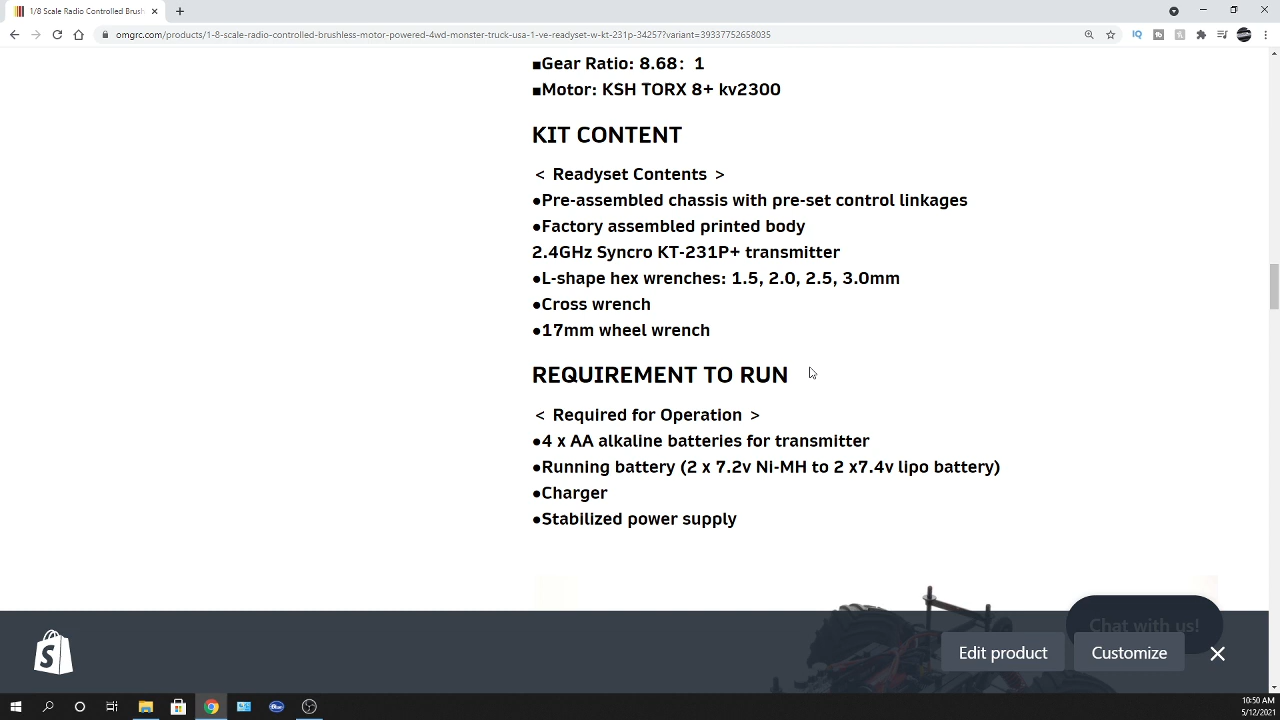 1/8 Scale Radio Controlled Brush
omgrc.com/products/1-8-scale-radio-controlled-brushless-motor-powered-4wd-monster-truck-usa-1-ve-readyset-w-kt-231p-34257?variant=39337752658035
IQ
■Gear Ratio: 8.68: 1
■Motor: KSH TORX 8+ kv2300
KIT CONTENT
< Readyset Contents >
●Pre-assembled chassis with pre-set control linkages
●Factory assembled printed body
2.4GHz Syncro KT-231P+ transmitter
●L-shape hex wrenches: 1.5, 2.0, 2.5, 3.0mm
●Cross wrench
●17mm wheel wrench
REQUIREMENT TO RUN
< Required for Operation >
●4 x AA alkaline batteries for transmitter
●Running battery (2 x 7.2v Ni-MH to 2 x7.4v lipo battery)
●Charger
●Stabilized power supply
Chat with us!
Edit product
Customize
10:50 AM
5/12/2021